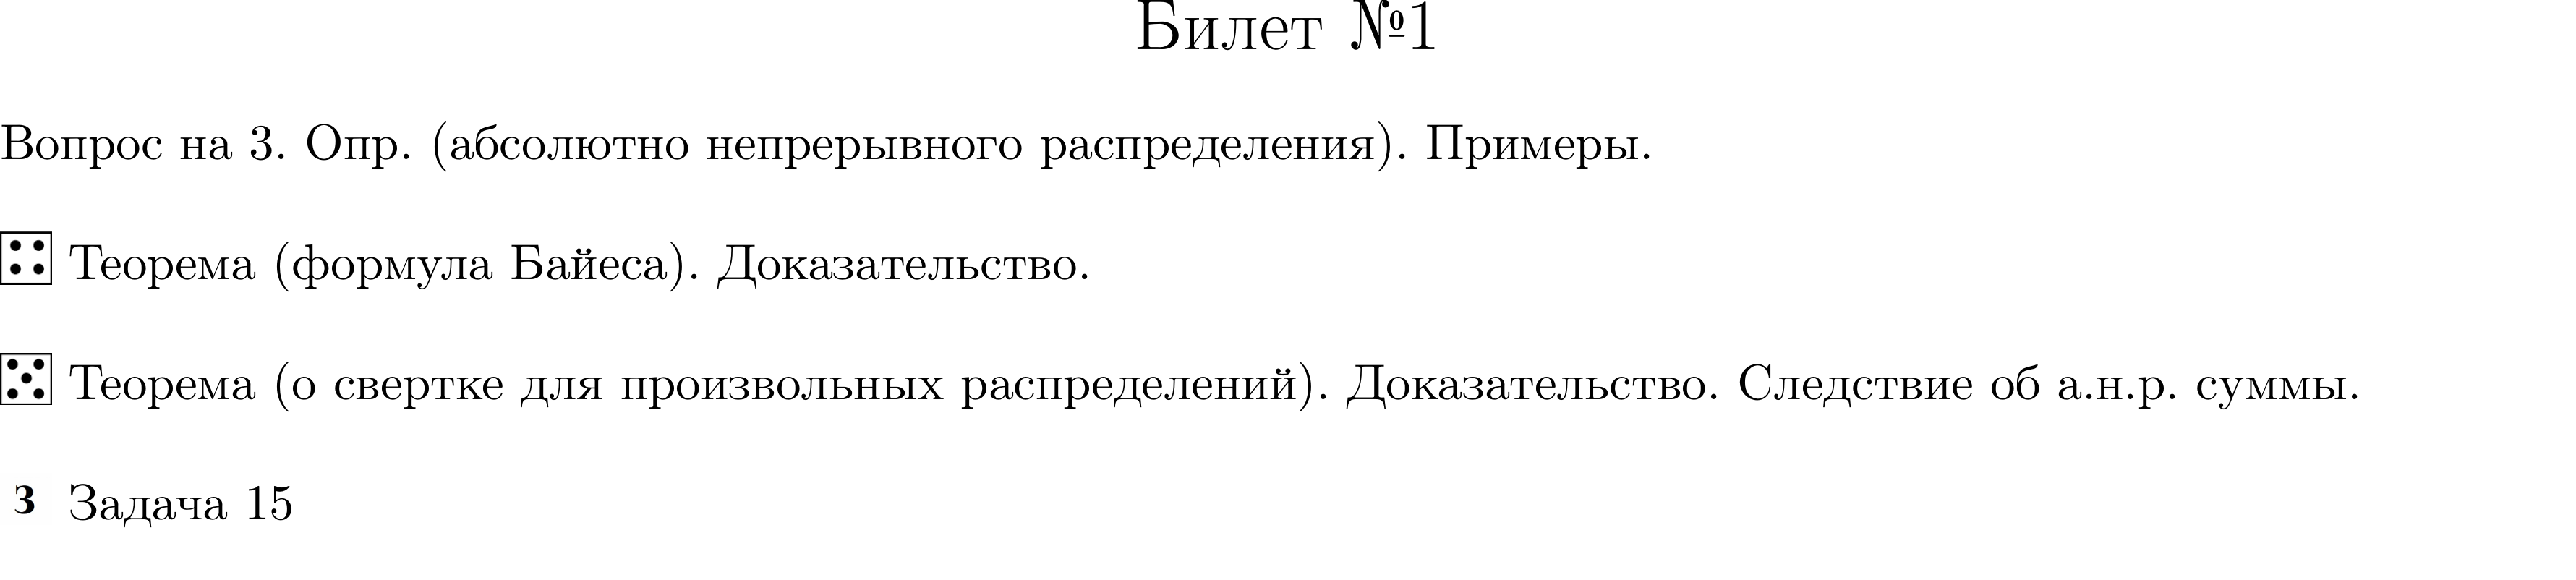 Билет №1
Вопрос на 3. Опр. (абсолютно непрерывного распределения). Примеры.
Теорема (формула Байеса). Доказательство.
Теорема (о свертке для произвольных распределений). Доказательство. Следствие об а.н.р. суммы.
З Задача 15